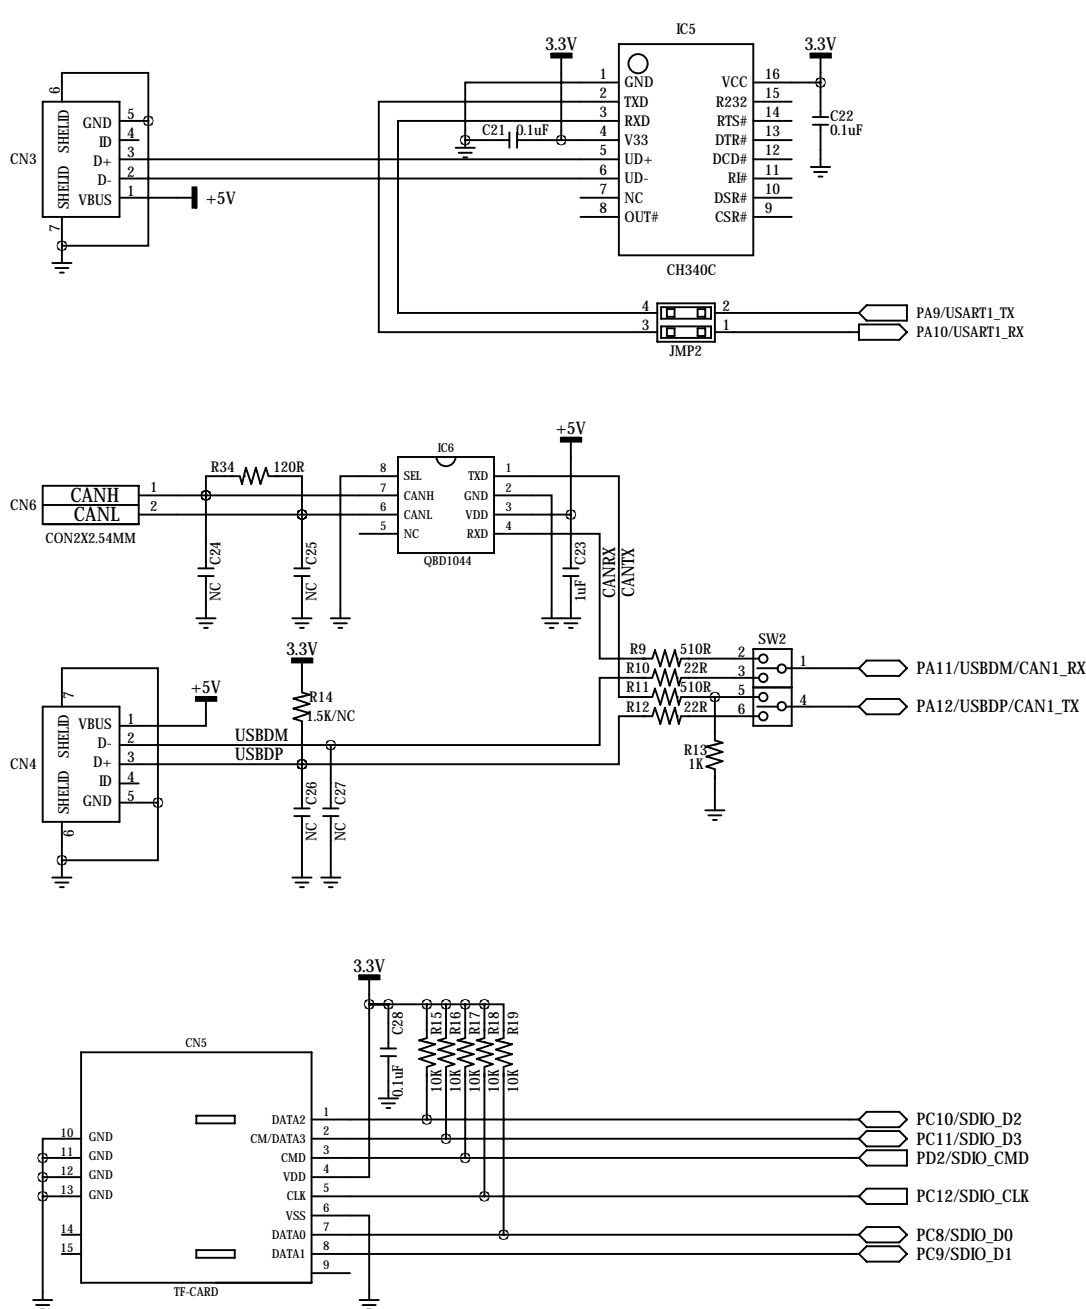 IC5
3.3V
3.3V
6
1
GND
VCC
16
2
TXD
R232
15
SHELID
GND
5
3
RXD
RTS#
14
C22
0.1uF
C21
0.1uF
ID
4
4
V33
DTR#
13
CN3
D+
3
5
UD+
DCD#
12
SHELID
D-
2
6
UD-
RI#
11
VBUS
1
+5V
7
NC
DSR#
10
8
OUT#
CSR#
9
7
CH340C
4
2
PA9/USART1_TX
3
1
PA10/USART1_RX
JMP2
+5V
IC6
R34
120R
8
SEL
TXD
1
CN6
CANH
1
7
CANH
GND
2
CANL
2
6
CANL
VDD
3
5
NC
RXD
4
CON2X2.54MM
QBD1044
C24
NC
C25
NC
C23
1uF
CANRX
CANTX
3.3V
SW2
R9
510R
2
R10
22R
3
1
PA11/USBDM/CAN1_RX
R11
510R
5
R12
22R
6
4
PA12/USBDP/CAN1_TX
R13
1K
7
+5V
R14
1.5K/NC
SHELID
VBUS
1
D-
2
USBDM
CN4
D+
3
USBDP
SHELID
ID
4
GND
5
6
C26
NC
C27
NC
3.3V
C28
0.1uF
R15
10K
R16
10K
R17
10K
R18
10K
R19
10K
CN5
DATA2
1
PC10/SDIO_D2
10
GND
CM/DATA3
2
PC11/SDIO_D3
11
GND
CMD
3
PD2/SDIO_CMD
12
GND
VDD
4
13
GND
CLK
5
PC12/SDIO_CLK
VSS
6
14
DATA0
7
PC8/SDIO_D0
15
DATA1
8
PC9/SDIO_D1
9
TF-CARD